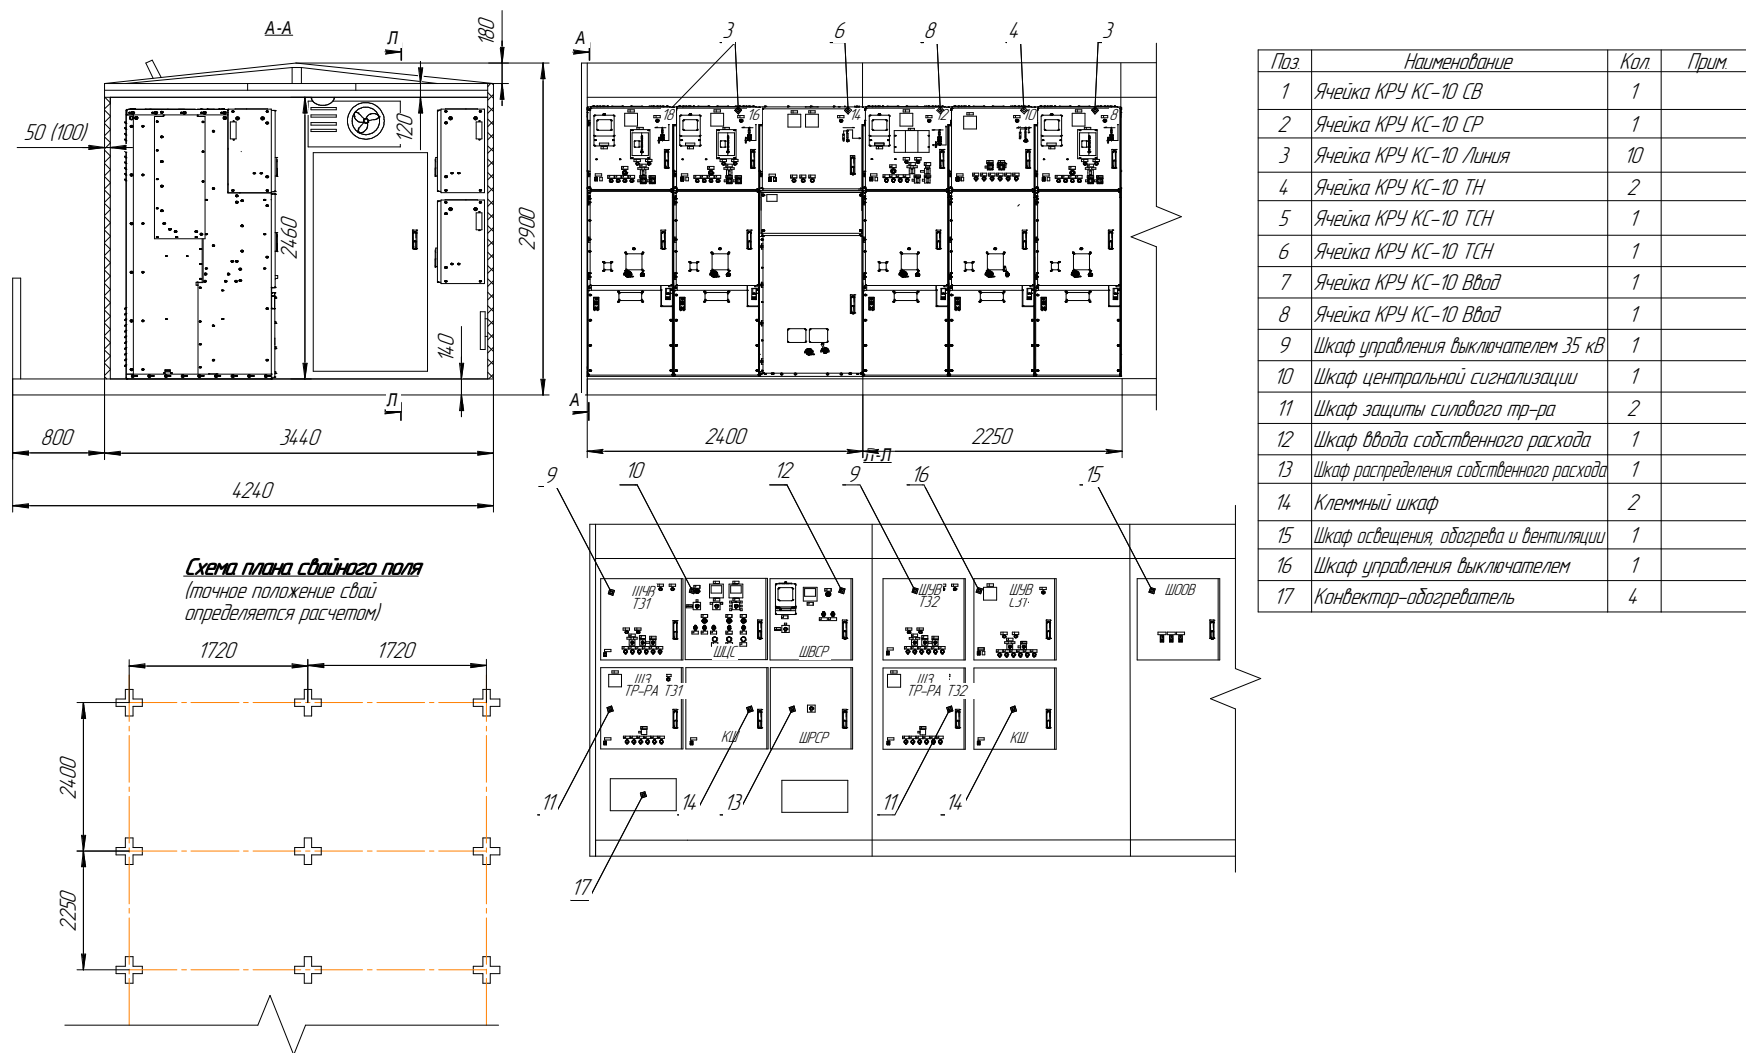 А-А
Л
180
50 (100)
120
2460
2900
140
Л
800
3440
4240
А
3
6
8
4
3
18
16
14
12
10
8
А
2400
2250
Л-Л
9
10
12
9
16
15
ШУВ
ТЗ1
ШЦС
ШВСР
ШУВ
ТЗ2
ШУВ
ШООВ
ТР-РА ТЗ1
КШ
ШРСР
ТР-РА ТЗ2
КШ
11
14
13
11
14
17
Схема плана свайного поля
(точное положение свай
определяется расчетом)
1720
1720
2400
2250
Поз. Наименование Кол. Прим.
1 Ячейка КРУ КС-10 СВ 1
2 Ячейка КРУ КС-10 СР 1
3 Ячейка КРУ КС-10 Линия 10
4 Ячейка КРУ КС-10 ТН 2
5 Ячейка КРУ КС-10 ТСН 1
6 Ячейка КРУ КС-10 ТСН 1
7 Ячейка КРУ КС-10 Ввод 1
8 Ячейка КРУ КС-10 Ввод 1
9 Шкаф управления выключателем 35 кВ 1
10 Шкаф центральной сигнализации 1
11 Шкаф защиты силового тр-ра 2
12 Шкаф ввода собственного расхода 1
13 Шкаф распределения собственного расхода 1
14 Клеммный шкаф 2
15 Шкаф освещения, обогрева и вентиляции 1
16 Шкаф управления выключателем 1
17 Конвектор-обогреватель 4